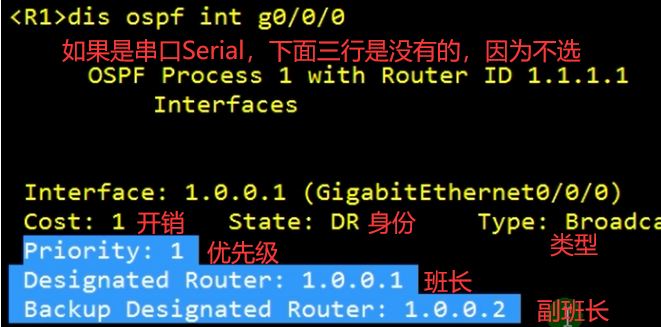 <R1>dis ospf int g0/0/0
如果是串口Serial，下面三行是没有的，因为不选
OSPF Process 1 with Router ID 1.1.1.1
Interfaces
Interface: 1.0.0.1 (GigabitEthernet0/0/0)
Cost: 1 开销 State: DR 身份 Type: Broadca
Priority: 1 优先级 类型
Designated Router: 1.0.0.1 班长
Backup Designated Router: 1.0.0.2 副班长